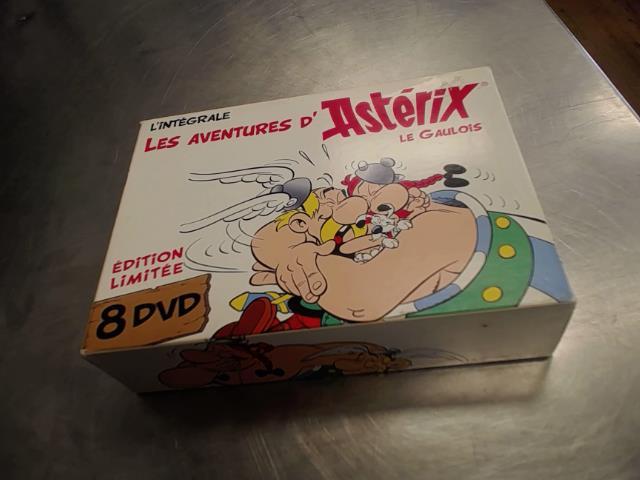 L'INTÉGRALE
LES AVENTURES D'ASTÉRIX
LE GAULOIS
ÉDITION
LIMITÉE
8 DVD